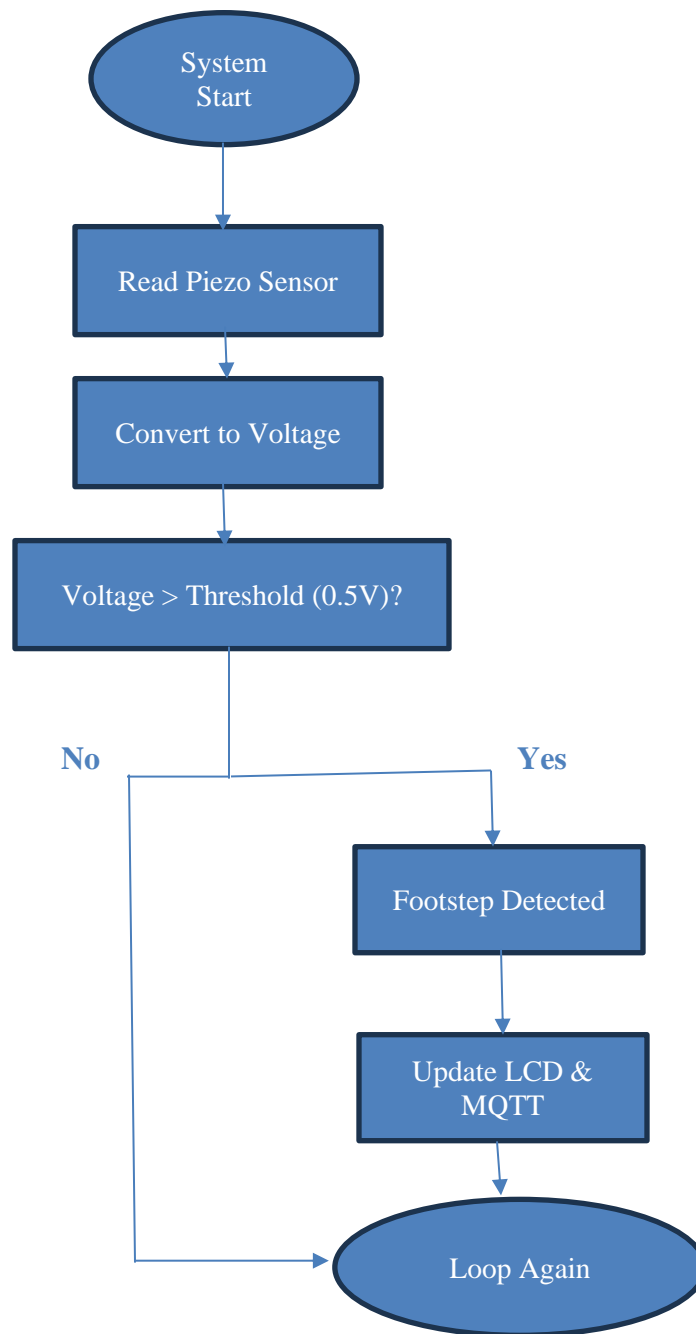 System
Start
Read Piezo Sensor
Convert to Voltage
Voltage > Threshold (0.5V)?
No
Yes
Footstep Detected
Update LCD &
MQTT
Loop Again